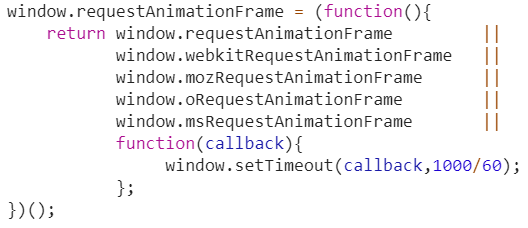 window.requestAnimationFrame = (function(){
    return window.requestAnimationFrame         ||
           window.webkitRequestAnimationFrame   ||
           window.mozRequestAnimationFrame      ||
           window.oRequestAnimationFrame        ||
           window.msRequestAnimationFrame       ||
           function(callback){
                window.setTimeout(callback,1000/60);
           };
})();